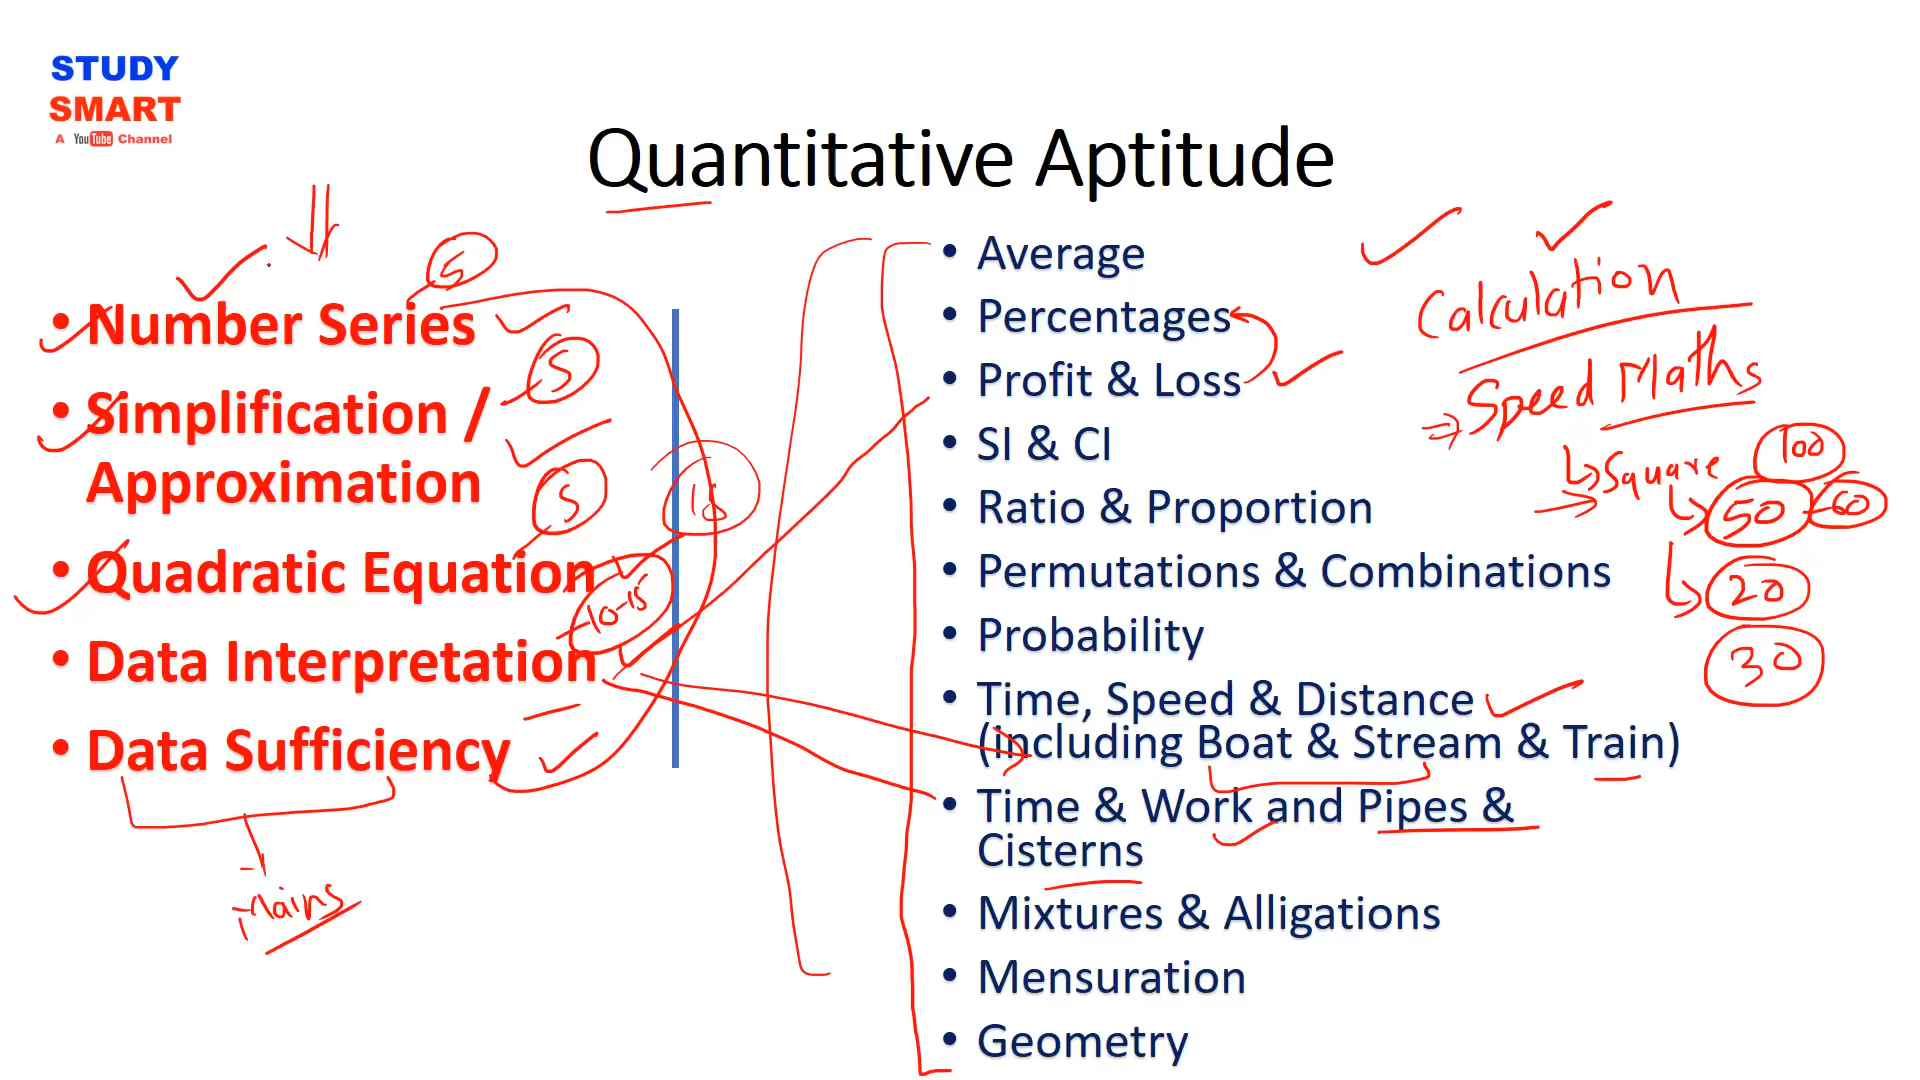 STUDY
SMART
A YouTube Channel
Quantitative Aptitude
• Number Series
5
• Simplification /
Approximation
5
• Quadratic Equation
5
• Data Interpretation
10-15
• Data Sufficiency
Mains
15
• Average
• Percentages
• Profit & Loss
• SI & CI
• Ratio & Proportion
• Permutations & Combinations
• Probability
• Time, Speed & Distance
(including Boat & Stream & Train)
• Time & Work and Pipes &
Cisterns
• Mixtures & Alligations
• Mensuration
• Geometry
Calculation
Speed Maths
Square
100
50 60
20
30